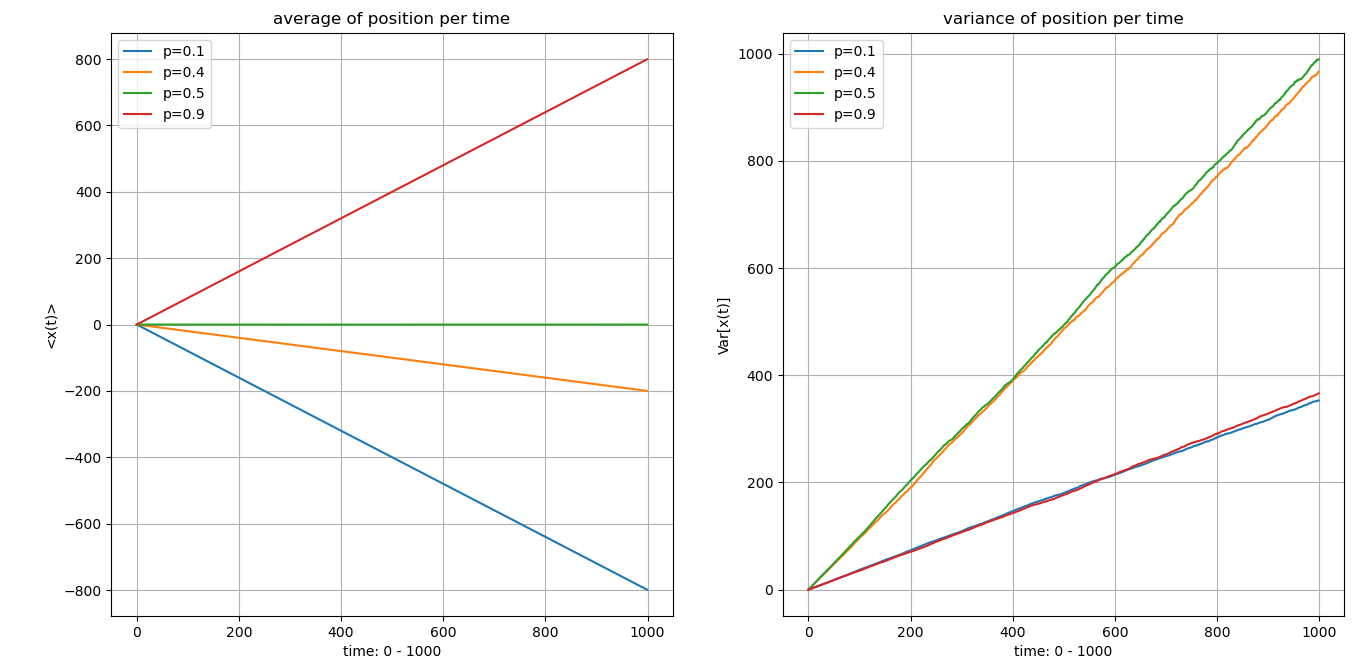 average of position per time
p=0.1
p=0.4
p=0.5
p=0.9
800
600
400
200
0
−200
−400
−600
−800
<x(t)>
0 200 400 600 800 1000
time: 0 - 1000
variance of position per time
p=0.1
p=0.4
p=0.5
p=0.9
1000
800
600
400
200
0
Var[x(t)]
0 200 400 600 800 1000
time: 0 - 1000